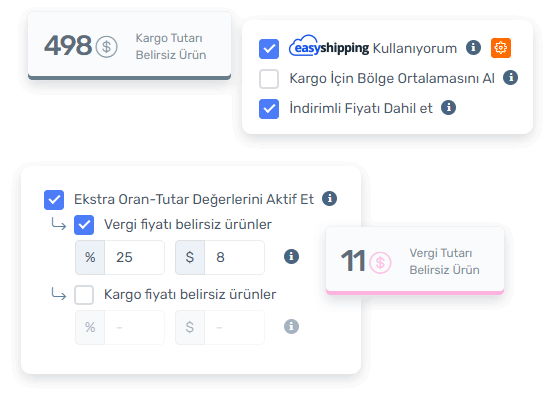 498 $ Kargo Tutarı
Belirsiz Ürün
easyshipping Kullanıyorum i
Kargo İçin Bölge Ortalamasını Al i
İndirimli Fiyatı Dahil et i
Ekstra Oran-Tutar Değerlerini Aktif Et i
Vergi fiyatı belirsiz ürünler
% 25 $ 8 i
Kargo fiyatı belirsiz ürünler
% - $ - i
11 $ Vergi Tutarı
Belirsiz Ürün